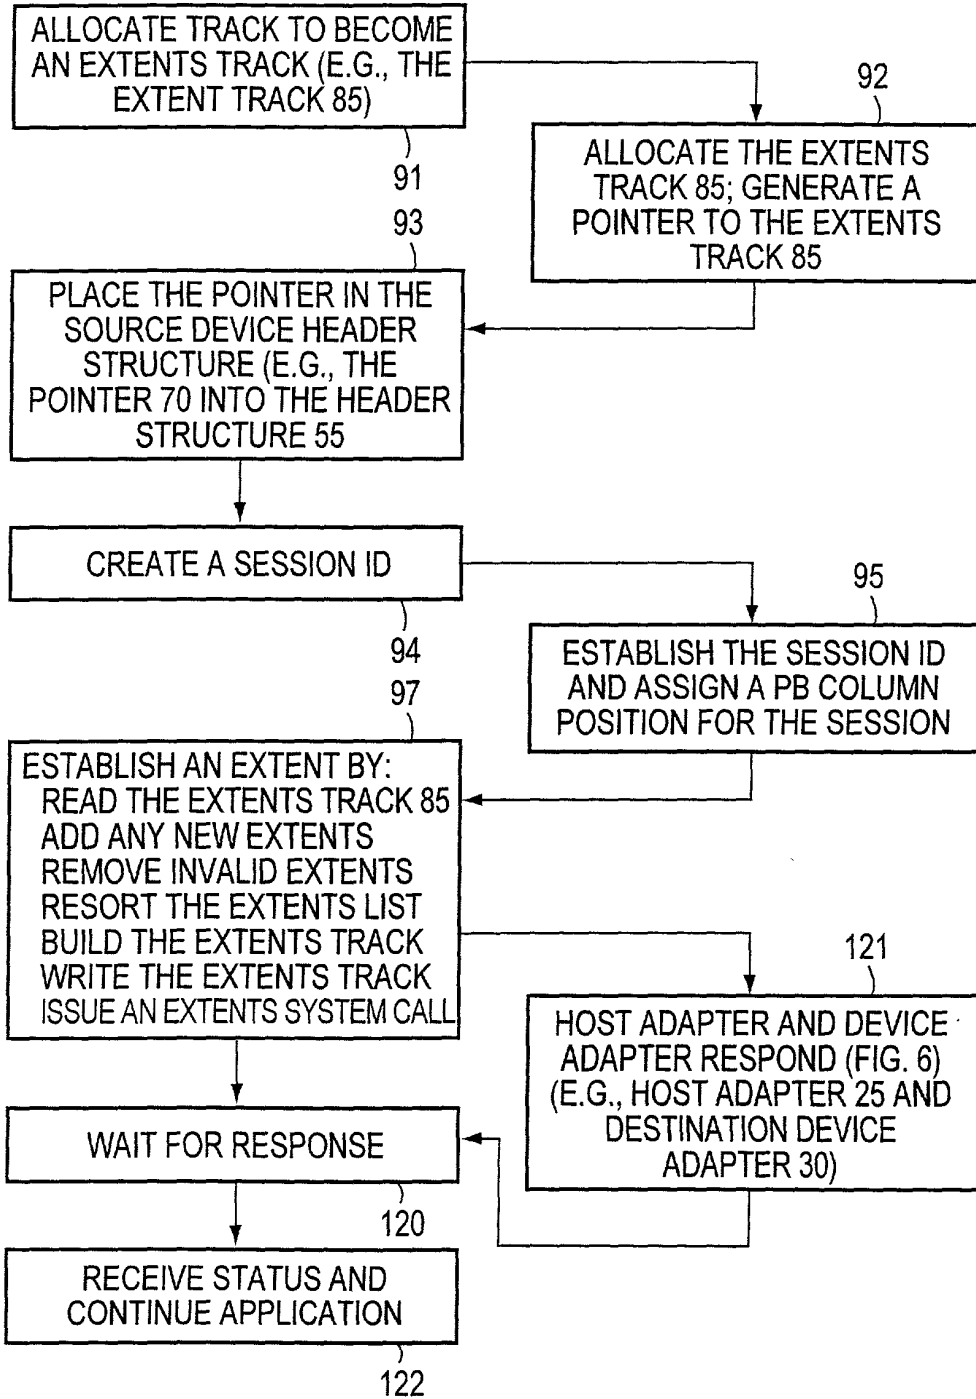 ALLOCATE TRACK TO BECOME
AN EXTENTS TRACK (E.G., THE
EXTENT TRACK 85)
91
92
ALLOCATE THE EXTENTS
TRACK 85; GENERATE A
POINTER TO THE EXTENTS
TRACK 85
93
PLACE THE POINTER IN THE
SOURCE DEVICE HEADER
STRUCTURE (E.G., THE
POINTER 70 INTO THE HEADER
STRUCTURE 55
CREATE A SESSION ID
94
95
ESTABLISH THE SESSION ID
AND ASSIGN A PB COLUMN
POSITION FOR THE SESSION
97
ESTABLISH AN EXTENT BY:
READ THE EXTENTS TRACK 85
ADD ANY NEW EXTENTS
REMOVE INVALID EXTENTS
RESORT THE EXTENTS LIST
BUILD THE EXTENTS TRACK
WRITE THE EXTENTS TRACK
ISSUE AN EXTENTS SYSTEM CALL
121
HOST ADAPTER AND DEVICE
ADAPTER RESPOND (FIG. 6)
(E.G., HOST ADAPTER 25 AND
DESTINATION DEVICE
ADAPTER 30)
WAIT FOR RESPONSE
120
RECEIVE STATUS AND
CONTINUE APPLICATION
122